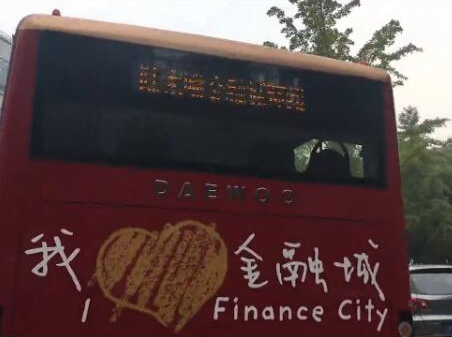 DAEWOO
我 金融城
I Finance City